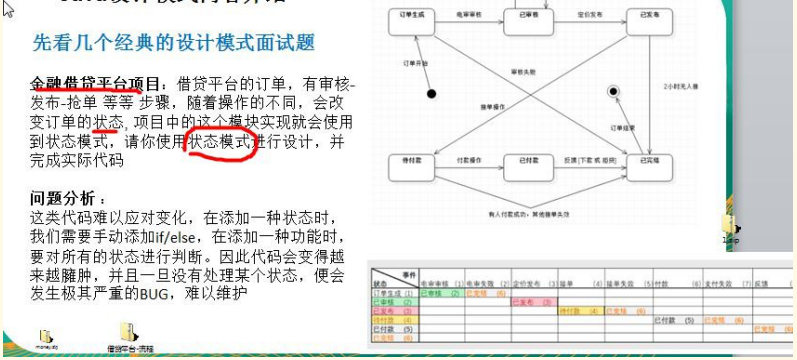 先看几个经典的设计模式面试题
金融借贷平台项目：借贷平台的订单，有审核-
发布-抢单 等等 步骤，随着操作的不同，会改
变订单的状态, 项目中的这个模块实现就会使用
到状态模式，请你使用状态模式进行设计，并
完成实际代码
问题分析：
这类代码难以应对变化，在添加一种状态时，
我们需要手动添加if/else，在添加一种功能时，
要对所有的状态进行判断。因此代码会变得越
来越臃肿，并且一旦没有处理某个状态，便会
发生极其严重的BUG，难以维护
money.zip
借贷平台-流程
订单生成
电审审核
已审核
定价发布
已发布
订单开始
审核失败
2小时无人接
接单操作
订单结束
待付款
付款操作
已付款
反馈 [下款 或 拒绝]
已完结
有人付款成功，其他接单失效
1.zip
事件
状态
电审审核 (1) 电审失败 (2) 定价发布 (3) 接单 (4) 接单失效 (5) 付款 (6) 支付失效 (7) 反馈
订单生成 (1) 已审核 (2) 已完结 (6)
已审核 (2) 已发布 (3)
已发布 (3) 待付款 (4) 已完结 (6)
待付款 (4) 已付款 (5) 已完结 (6)
已付款 (5) 已完结 (6)
已完结 (6)